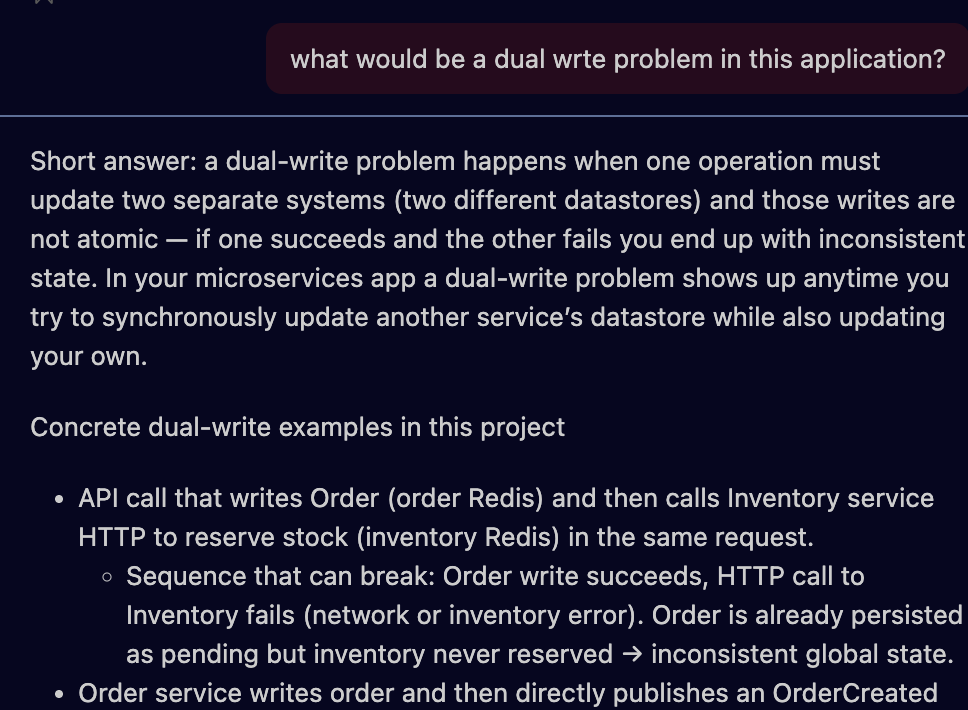 what would be a dual wrte problem in this application?
Short answer: a dual-write problem happens when one operation must
update two separate systems (two different datastores) and those writes are
not atomic — if one succeeds and the other fails you end up with inconsistent
state. In your microservices app a dual-write problem shows up anytime you
try to synchronously update another service’s datastore while also updating
your own.
Concrete dual-write examples in this project
• API call that writes Order (order Redis) and then calls Inventory service
HTTP to reserve stock (inventory Redis) in the same request.
◦ Sequence that can break: Order write succeeds, HTTP call to
Inventory fails (network or inventory error). Order is already persisted
as pending but inventory never reserved → inconsistent global state.
• Order service writes order and then directly publishes an OrderCreated